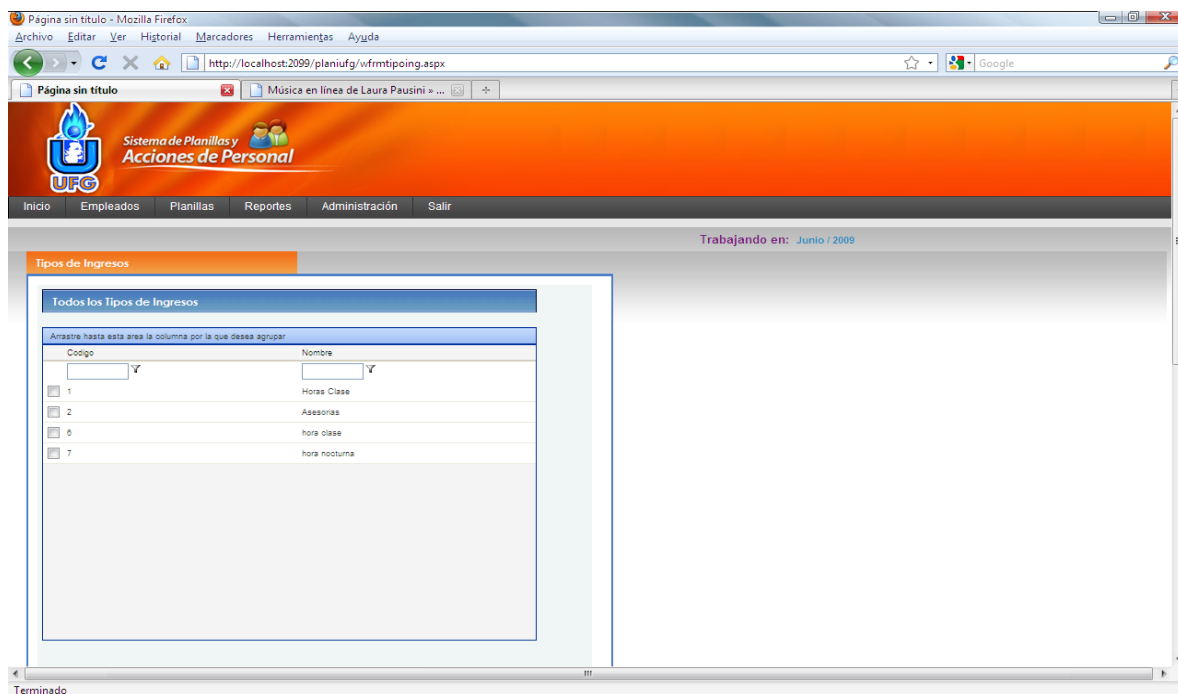 Página sin título - Mozilla Firefox
Archivo Editar Ver Historial Marcadores Herramientas Ayuda
http://localhost:2099/planiufg/wfrmtipoing.aspx Google
Página sin título Música en línea de Laura Pausini » ...
Sistema de Planillas y
Acciones de Personal
UFG
Inicio Empleados Planillas Reportes Administración Salir
Trabajando en: Junio / 2009
Tipos de Ingresos
Todos los Tipos de Ingresos
Arrastre hasta esta area la columna por la que desea agrupar
Codigo Nombre
1 Horas Clase
2 Asesorias
6 hora clase
7 hora nocturna
Terminado